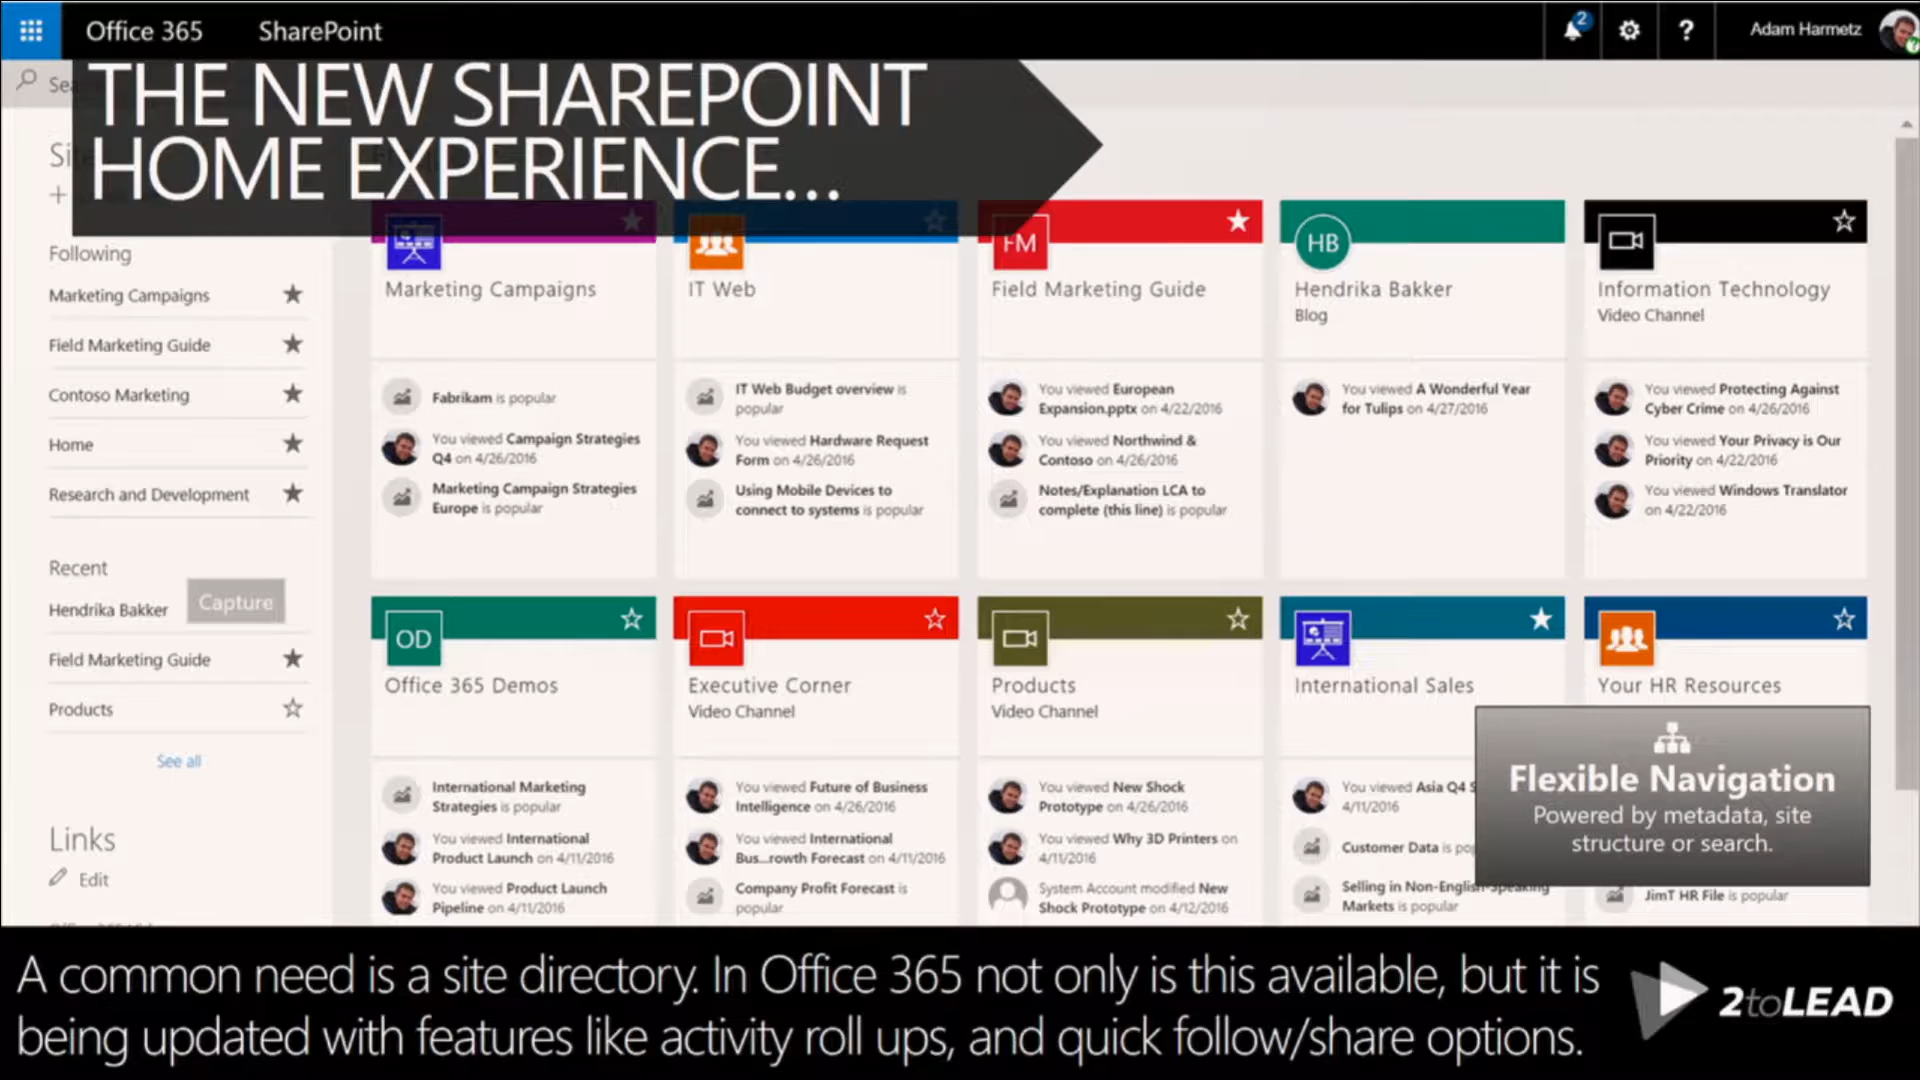 Office 365
SharePoint
2
?
Adam Harmetz
THE NEW SHAREPOINT
HOME EXPERIENCE...
Following
Marketing Campaigns
Field Marketing Guide
Contoso Marketing
Home
Research and Development
Recent
Hendrika Bakker
Capture
Field Marketing Guide
Products
See all
Links
Edit
Marketing Campaigns
Fabrikam is popular
You viewed Campaign Strategies
Q4 on 4/26/2016
Marketing Campaign Strategies
Europe is popular
IT Web
IT Web Budget overview is
popular
You viewed Hardware Request
Form on 4/26/2016
Using Mobile Devices to
connect to systems is popular
FM
Field Marketing Guide
You viewed European
Expansion.pptx on 4/22/2016
You viewed Northwind &
Contoso on 4/26/2016
Notes/Explanation LCA to
complete (this line) is popular
HB
Hendrika Bakker
Blog
You viewed A Wonderful Year
for Tulips on 4/27/2016
Information Technology
Video Channel
You viewed Protecting Against
Cyber Crime on 4/26/2016
You viewed Your Privacy is Our
Priority on 4/22/2016
You viewed Windows Translator
on 4/22/2016
OD
Office 365 Demos
International Marketing
Strategies is popular
You viewed International
Product Launch on 4/11/2016
You viewed Product Launch
Pipeline on 4/11/2016
Executive Corner
Video Channel
You viewed Future of Business
Intelligence on 4/26/2016
You viewed International
Bus...rowth Forecast on 4/11/2016
Company Profit Forecast is
popular
Products
Video Channel
You viewed New Shock
Prototype on 4/26/2016
You viewed Why 3D Printers on
4/11/2016
System Account modified New
Shock Prototype on 4/12/2016
International Sales
You viewed Asia Q4
4/11/2016
Customer Data is
Selling in Non-English-Speaking
Markets is popular
Your HR Resources
JimT HR File is popular
Flexible Navigation
Powered by metadata, site
structure or search.
A common need is a site directory. In Office 365 not only is this available, but it is
being updated with features like activity roll ups, and quick follow/share options.
2toLEAD